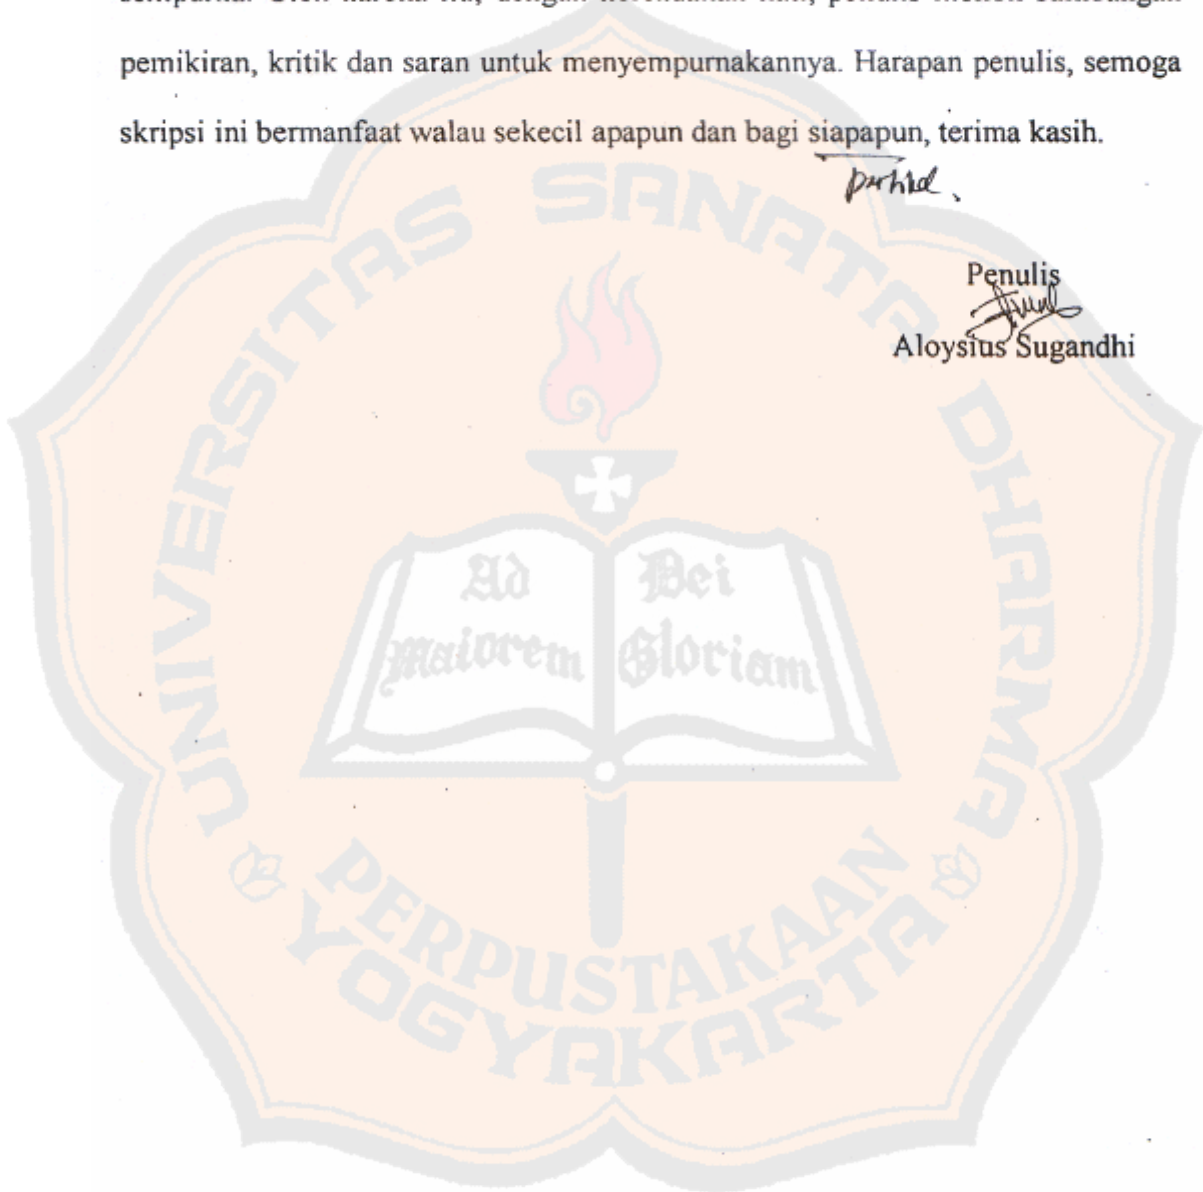 pemikiran, kritik dan saran untuk menyempurnakannya. Harapan penulis, semoga
skripsi ini bermanfaat walau sekecil apapun dan bagi siapapun, terima kasih.
Penulis
Aloysius Sugandhi
UNIVERSITAS SANATA DHARMA
Ad Dei
Maiorem Gloriam
PERPUSTAKAAN
YOGYAKARTA